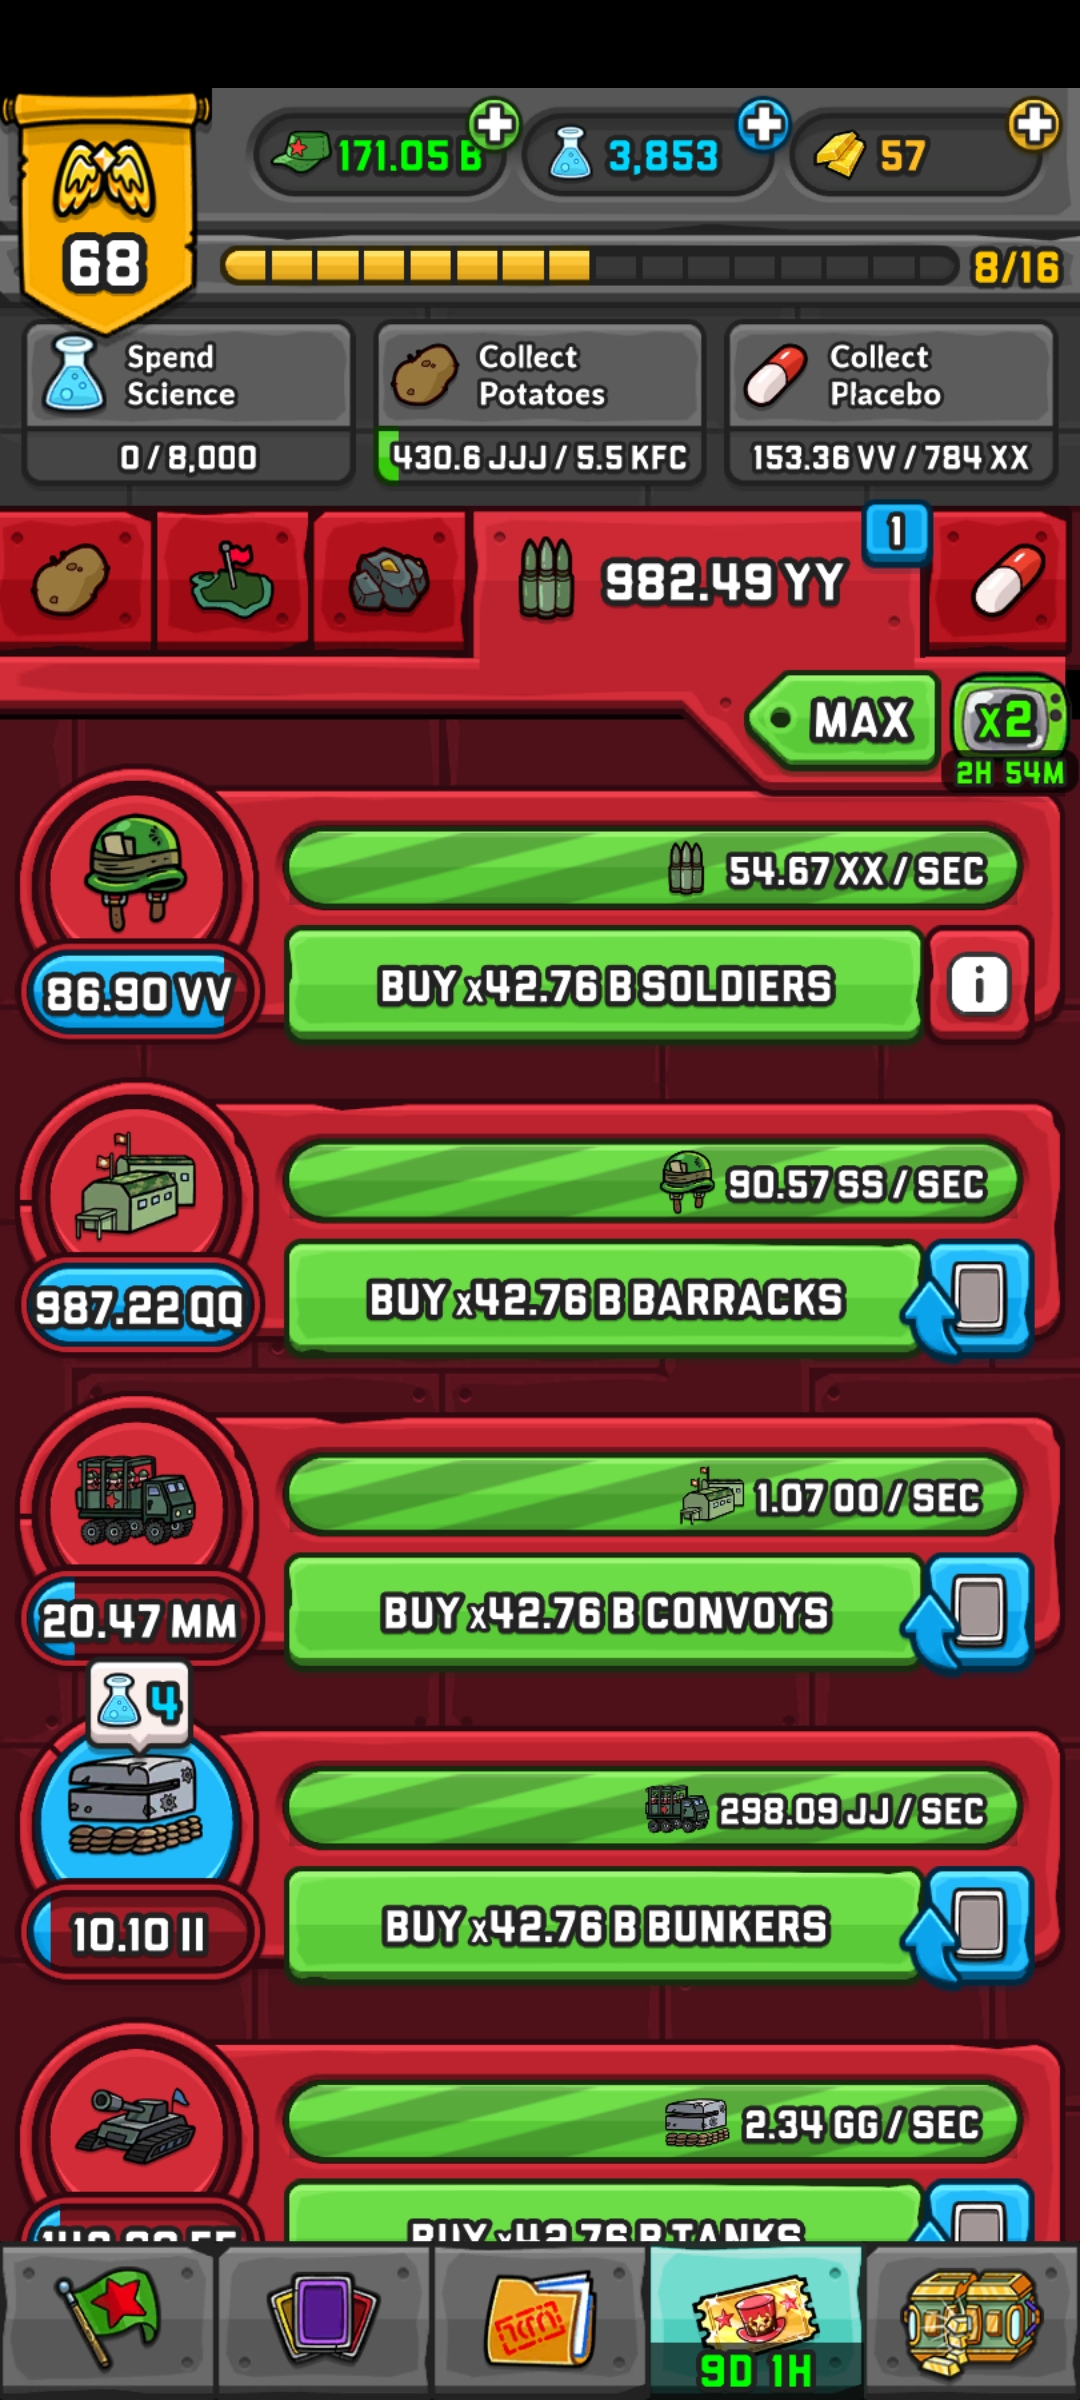 171.05 B
3,853
57
68
8/16
Spend
Science
0 / 8,000
Collect
Potatoes
430.6 JJJ / 5.5 KFC
Collect
Placebo
153.36 VV / 784 XX
982.49 YY
1
MAX
x2
2H 54M
54.67 XX / SEC
86.90 VV
BUY x42.76 B SOLDIERS
i
90.57 SS / SEC
987.22 QQ
BUY x42.76 B BARRACKS
1.07 OO / SEC
20.47 MM
BUY x42.76 B CONVOYS
4
298.09 JJ / SEC
10.10 II
BUY x42.76 B BUNKERS
2.34 GG / SEC
BUY x42.76 B TANKS
9D 1H